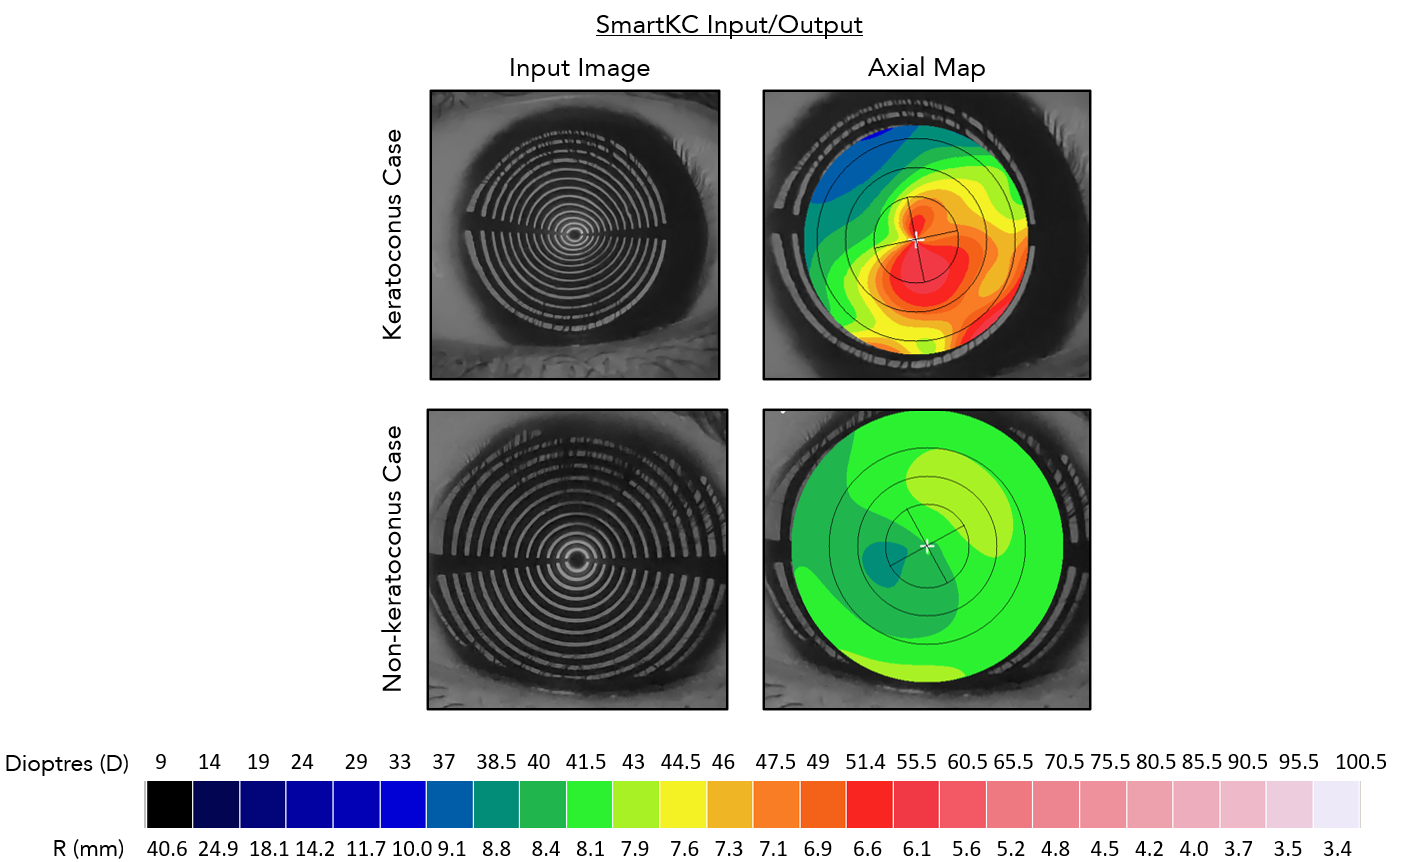 SmartKC Input/Output
Input Image Axial Map
Keratoconus Case
Non-keratoconus Case
Dioptres (D) 9 14 19 24 29 33 37 38.5 40 41.5 43 44.5 46 47.5 49 51.4 55.5 60.5 65.5 70.5 75.5 80.5 85.5 90.5 95.5 100.5
R (mm) 40.6 24.9 18.1 14.2 11.7 10.0 9.1 8.8 8.4 8.1 7.9 7.6 7.3 7.1 6.9 6.6 6.1 5.6 5.2 4.8 4.5 4.2 4.0 3.7 3.5 3.4